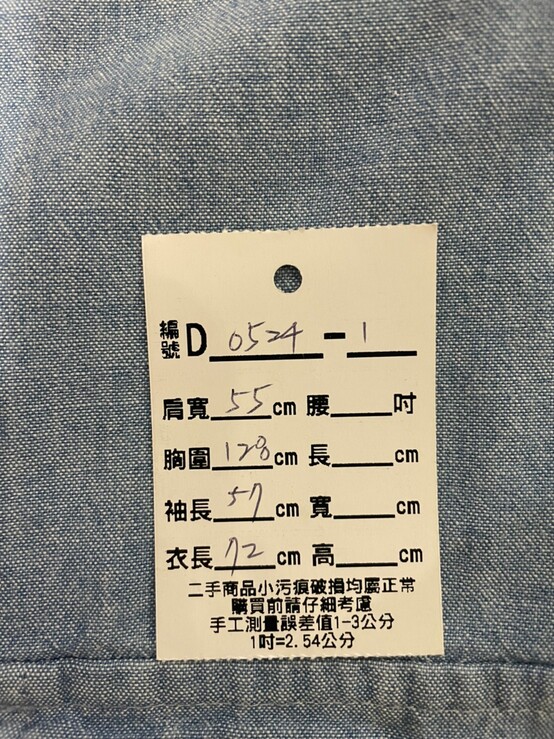 編號 D 0524-1
肩寬 55 cm 腰 吋
胸圍 128 cm 長 cm
袖長 57 cm 寬 cm
衣長 72 cm 高 cm
二手商品小污痕破損均屬正常
購買前請仔細考慮
手工測量誤差值1-3公分
1吋=2.54公分